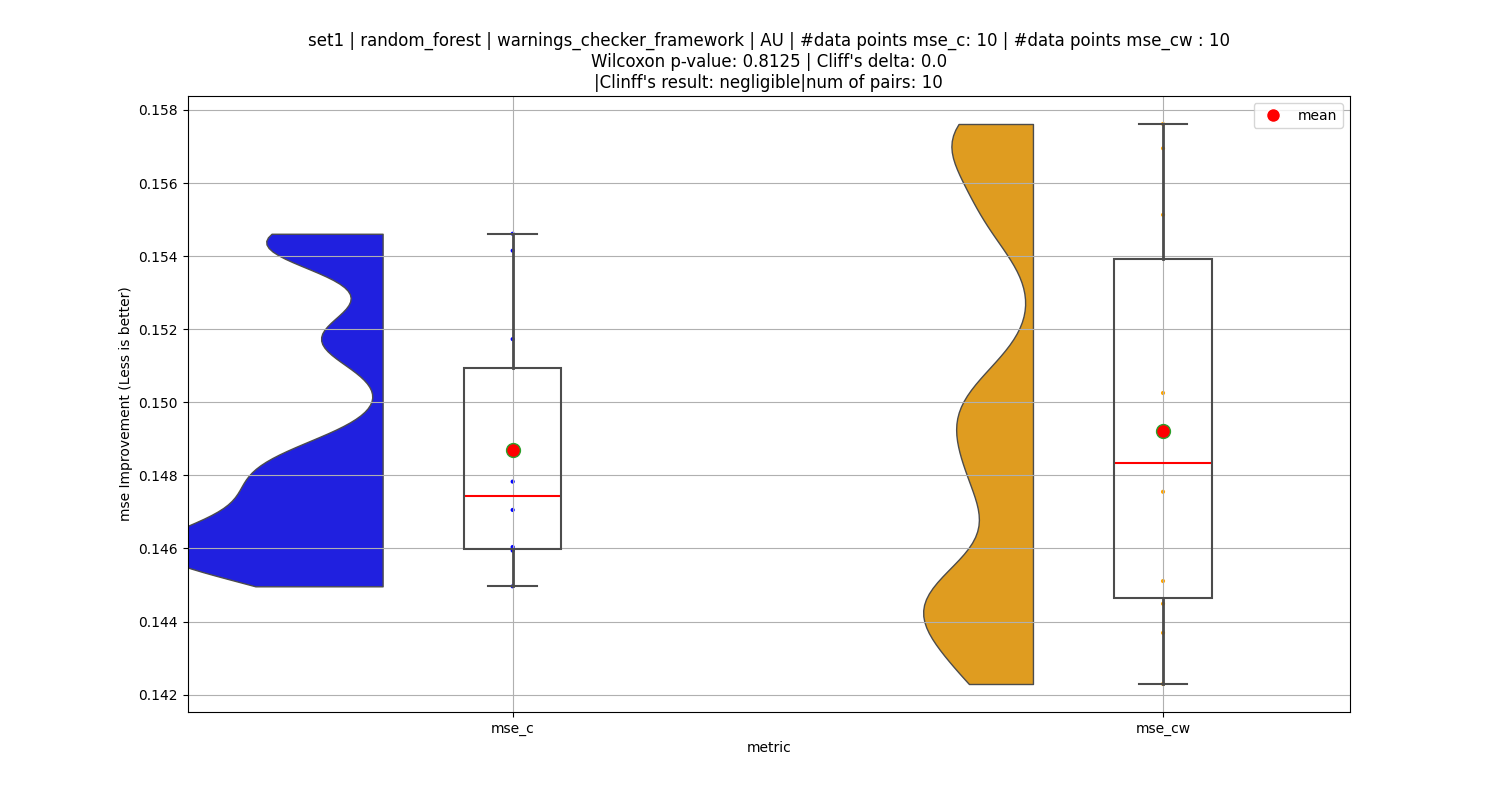 set1 | random_forest | warnings_checker_framework | AU | #data points mse_c: 10 | #data points mse_cw : 10
Wilcoxon p-value: 0.8125 | Cliff's delta: 0.0
|Clinff's result: negligible|num of pairs: 10
mean
0.158
0.156
0.154
0.152
0.150
0.148
0.146
0.144
0.142
mse Improvement (Less is better)
mse_c
mse_cw
metric